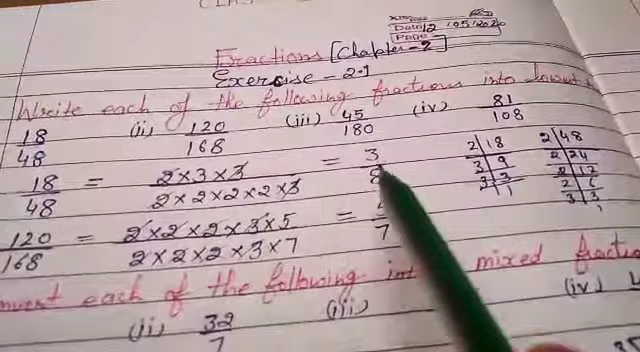 Date 12/05/2020
Page
Fractions [Chapter-2]
Exercise-2.1
Write each of the following fractions into lowest
18/48 (ii) 120/168 (iii) 45/180 (iv) 81/108
18/48 = 2×3×3/2×2×2×2×3 = 3/8
2|18 2|48
3|9 2|24
3|3 2|12
1 2|6
3|3
1
120/168 = 2×2×2×3×5/2×2×2×3×7 = /7
each of the following into mixed
(ii) 32/7 (iii) (iv)